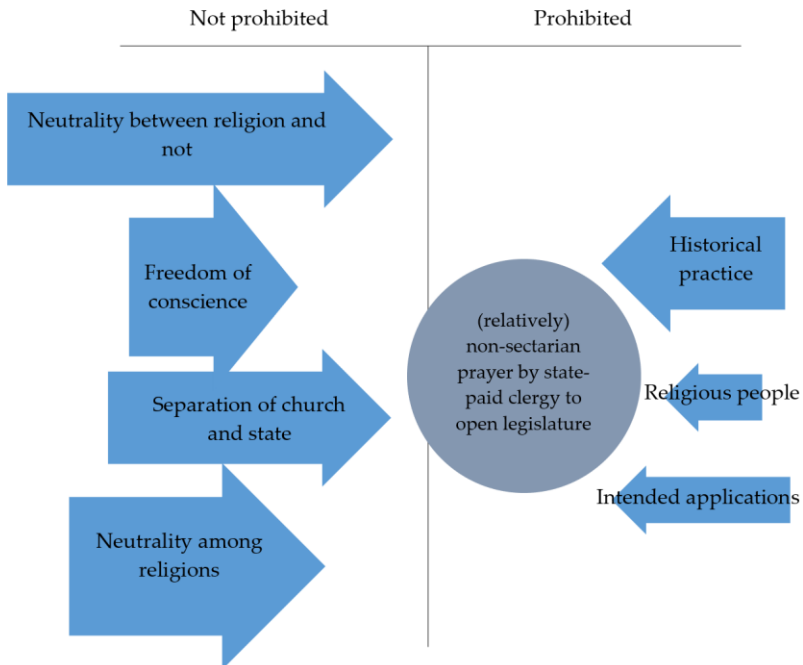 Not prohibited
Prohibited
Neutrality between religion and
not
Freedom of
conscience
Separation of church
and state
Neutrality among
religions
(relatively)
non-sectarian
prayer by state-
paid clergy to
open legislature
Historical
practice
Religious people
Intended applications